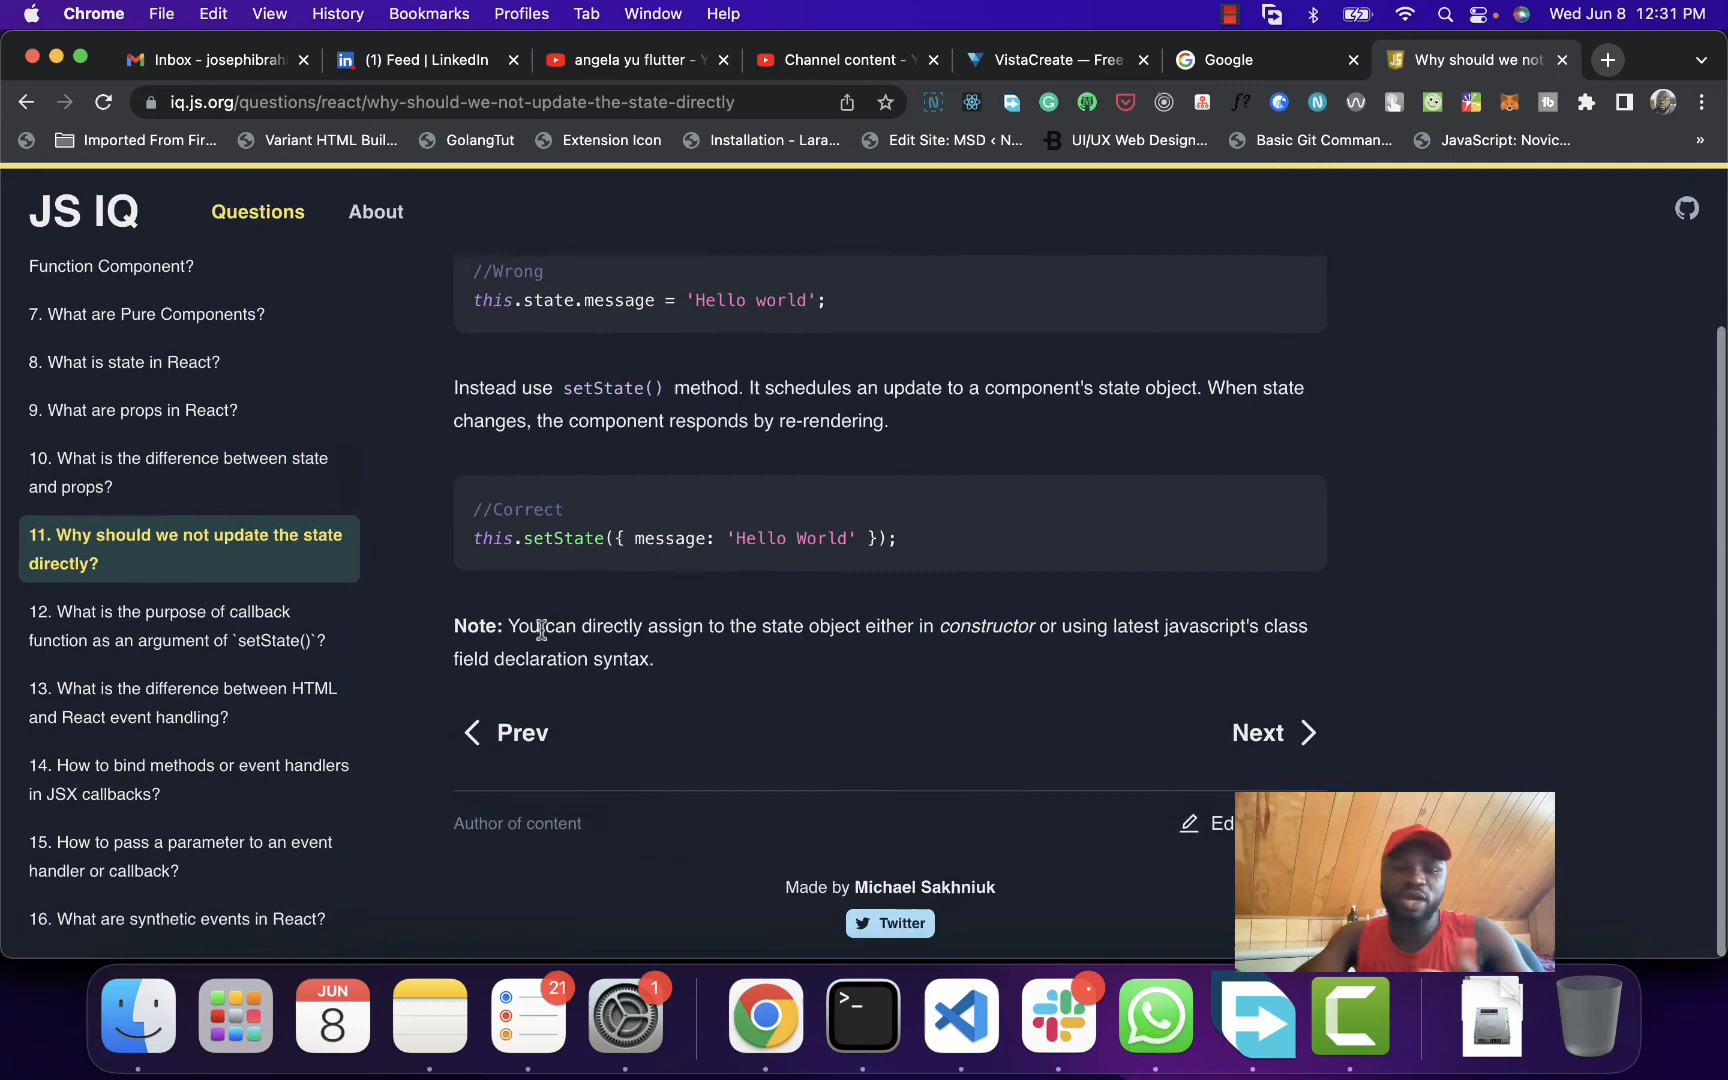 Chrome File Edit View History Bookmarks Profiles Tab Window Help Wed Jun 8 12:31 PM
Inbox - josephibrah (1) Feed | LinkedIn angela yu flutter - Y Channel content - Y VistaCreate — Free Google Why should we not
iq.js.org/questions/react/why-should-we-not-update-the-state-directly
Imported From Fir... Variant HTML Buil... GolangTut Extension Icon Installation - Lara... Edit Site: MSD ‹ N... UI/UX Web Design... Basic Git Comman... JavaScript: Novic... »
JS IQ Questions About
Function Component?
7. What are Pure Components?
8. What is state in React?
9. What are props in React?
10. What is the difference between state
and props?
11. Why should we not update the state
directly?
12. What is the purpose of callback
function as an argument of `setState()`?
13. What is the difference between HTML
and React event handling?
14. How to bind methods or event handlers
in JSX callbacks?
15. How to pass a parameter to an event
handler or callback?
16. What are synthetic events in React?
//Wrong
this.state.message = 'Hello world';
Instead use setState() method. It schedules an update to a component's state object. When state
changes, the component responds by re-rendering.
//Correct
this.setState({ message: 'Hello World' });
Note: You can directly assign to the state object either in constructor or using latest javascript's class
field declaration syntax.
Prev Next
Author of content Ed
Made by Michael Sakhniuk
Twitter
JUN
8
21
1
>_